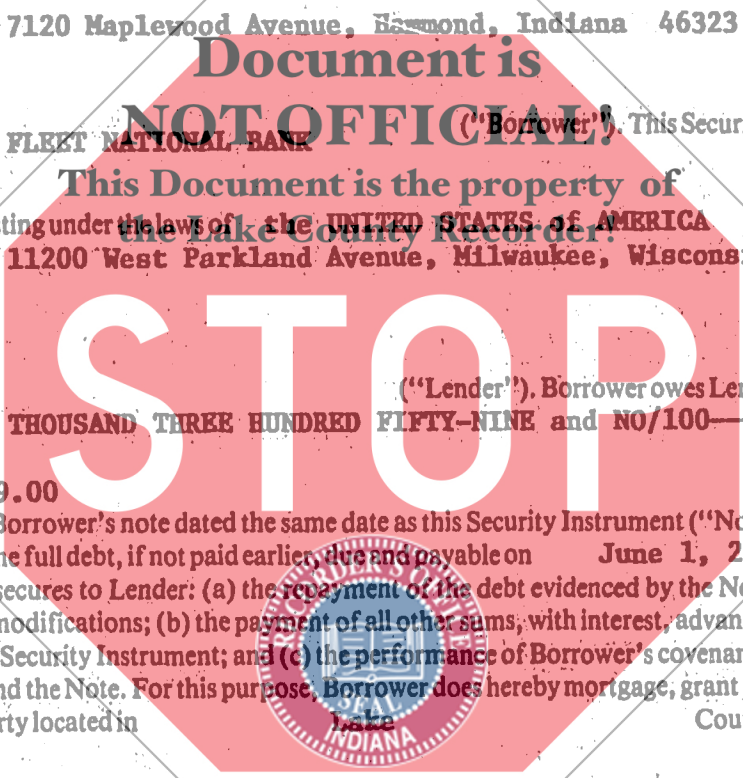 7120 Maplewood Avenue, Hammond, Indiana 46323
Document is
NOT OFFICIAL!
("Borrower"). This Secur
FLEET NATIONAL BANK
This Document is the property of
ting under the laws of the UNITED STATES of AMERICA
the Lake County Recorder!
11200 West Parkland Avenue, Milwaukee, Wiscons
STOP
("Lender"). Borrower owes Len
THOUSAND THREE HUNDRED FIFTY-NINE and NO/100—
9.00
Borrower's note dated the same date as this Security Instrument ("No
he full debt, if not paid earlier, due and payable on June 1, 2
secures to Lender: (a) the repayment of the debt evidenced by the No
modifications; (b) the payment of all other sums, with interest, advan
Security Instrument; and (c) the performance of Borrower's covenan
nd the Note. For this purpose, Borrower does hereby mortgage, grant
rty located in Lake Cou
RECORDER'S OFFICE
SEAL
INDIANA